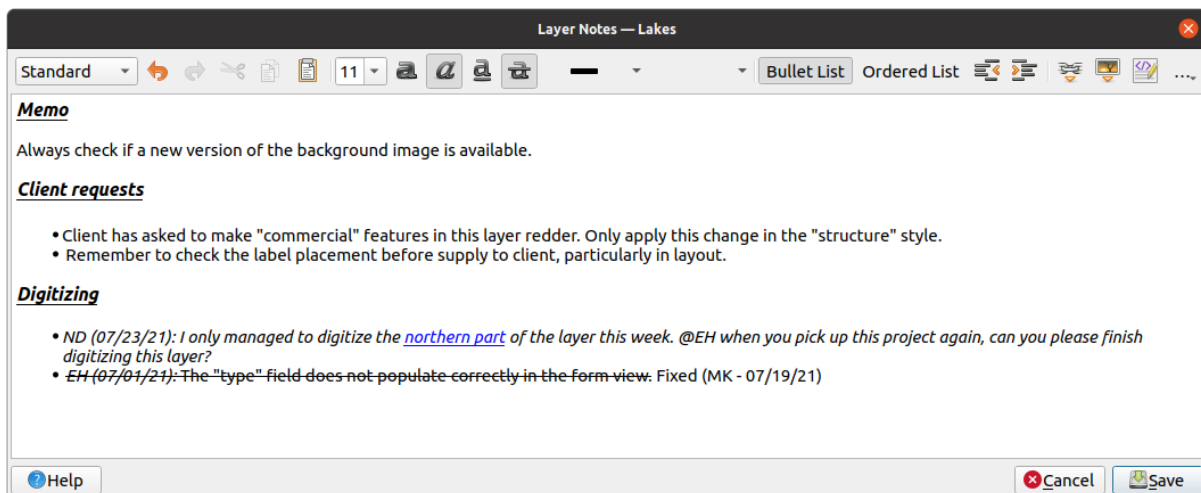 Layer Notes — Lakes
Standard 11 Bullet List Ordered List ...
Memo
Always check if a new version of the background image is available.
Client requests
• Client has asked to make "commercial" features in this layer redder. Only apply this change in the "structure" style.
• Remember to check the label placement before supply to client, particularly in layout.
Digitizing
• ND (07/23/21): I only managed to digitize the northern part of the layer this week. @EH when you pick up this project again, can you please finish
digitizing this layer?
• EH (07/01/21): The "type" field does not populate correctly in the form view. Fixed (MK - 07/19/21)
Help Cancel Save